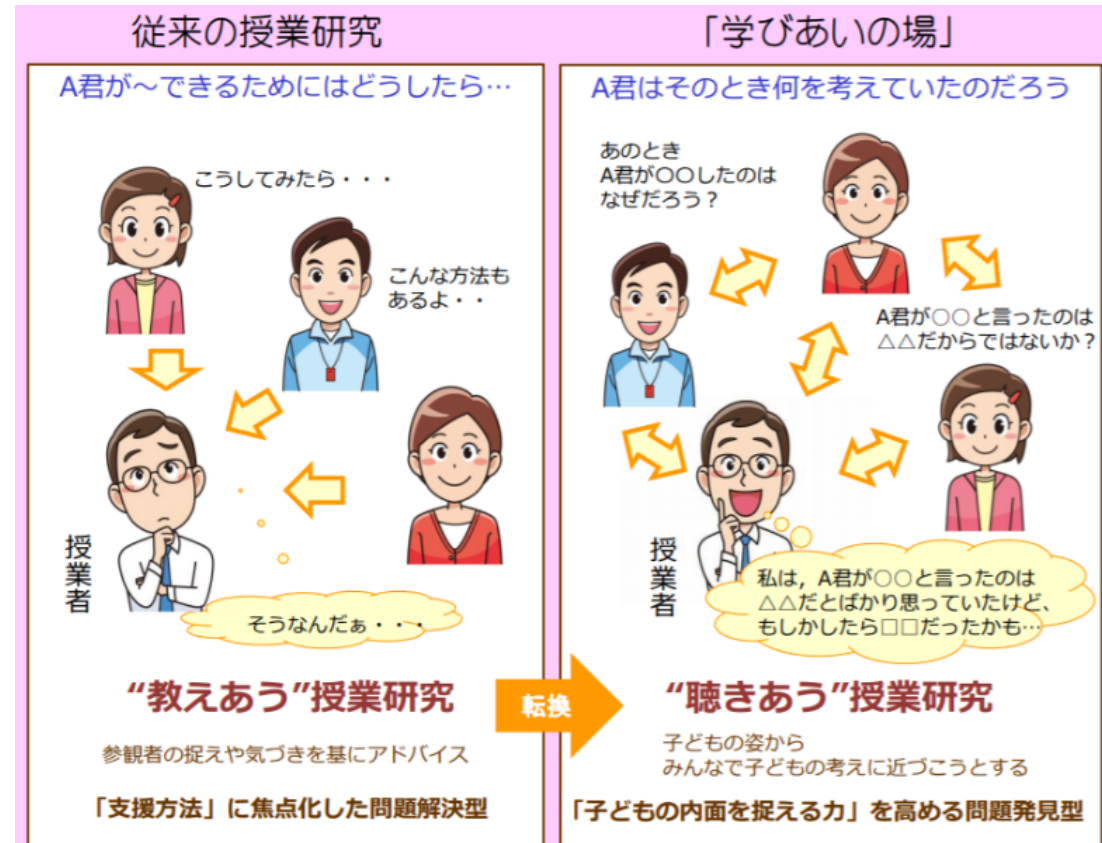 従来の授業研究
A君が～できるためにはどうしたら…
こうしてみたら・・・
こんな方法も
あるよ・・
授業者
そうなんだぁ・・・
“教えあう”授業研究
参観者の捉えや気づきを基にアドバイス
「支援方法」に焦点化した問題解決型
転換
「学びあいの場」
A君はそのとき何を考えていたのだろう
あのとき
A君が〇〇したのは
なぜだろう？
A君が○○と言ったのは
△△だからではないか？
授業者
私は，A君が○○と言ったのは
△△だとばかり思っていたけど、
もしかしたら□□だったかも…
“聴きあう”授業研究
子どもの姿から
みんなで子どもの考えに近づこうとする
「子どもの内面を捉える力」を高める問題発見型